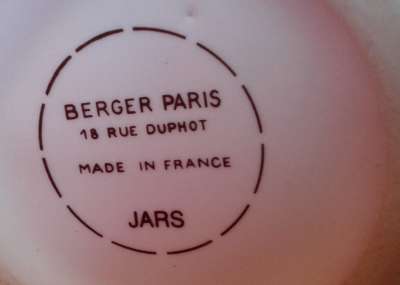 BERGER PARIS
18 RUE DUPHOT
MADE IN FRANCE
JARS